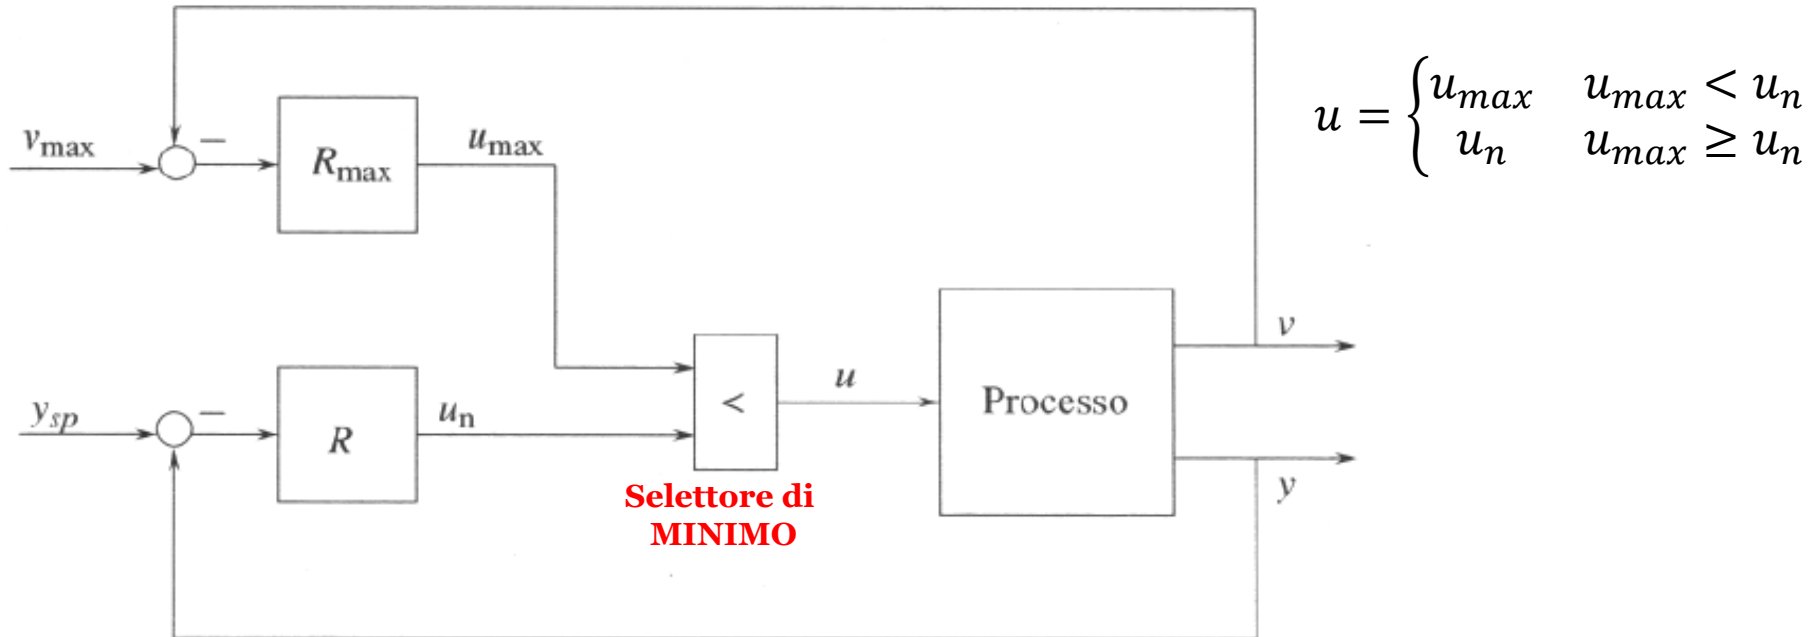 v_max
−
R_max
u_max
u = { u_max  u_max < u_n
u_n  u_max ≥ u_n
y_sp
−
R
u_n
<
u
Processo
v
y
Selettore di
MINIMO